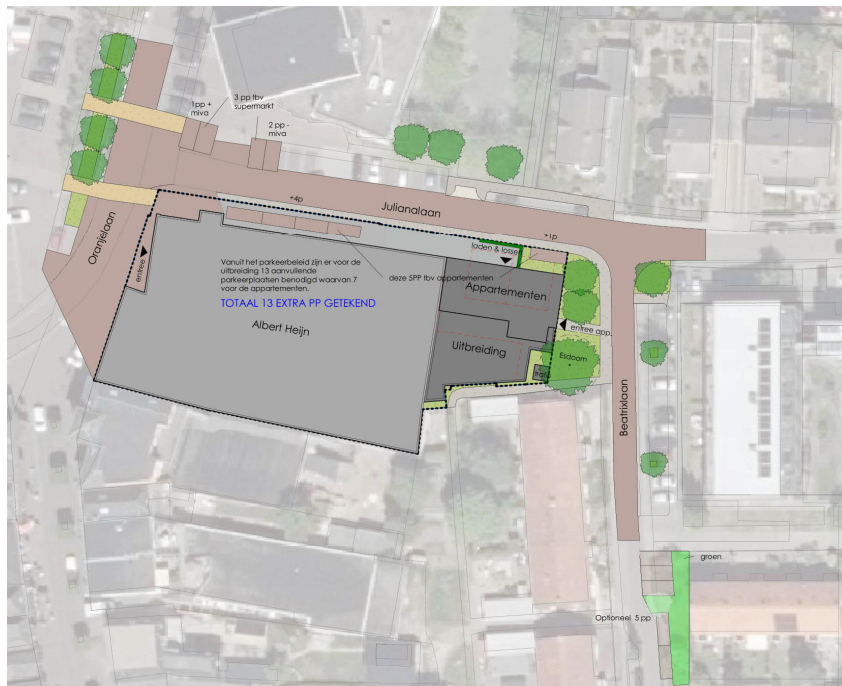 1pp +
miva
3 pp tbv
supermarkt
2 pp -
miva
+4p
Julianalaan
+1p
Oranjelaan
entree
laden & lossen
Vanuit het parkeerbeleid zijn er voor de
uitbreiding 13 aanvullende
parkeerplaatsen benodigd waarvan 7
voor de appartementen.
deze 5PP tbv appartementen
TOTAAL 13 EXTRA PP GETEKEND
Appartementen
Albert Heijn
entree app.
Uitbreiding
Esdoorn
trafo
Beatrixlaan
groen
Optioneel 5 pp